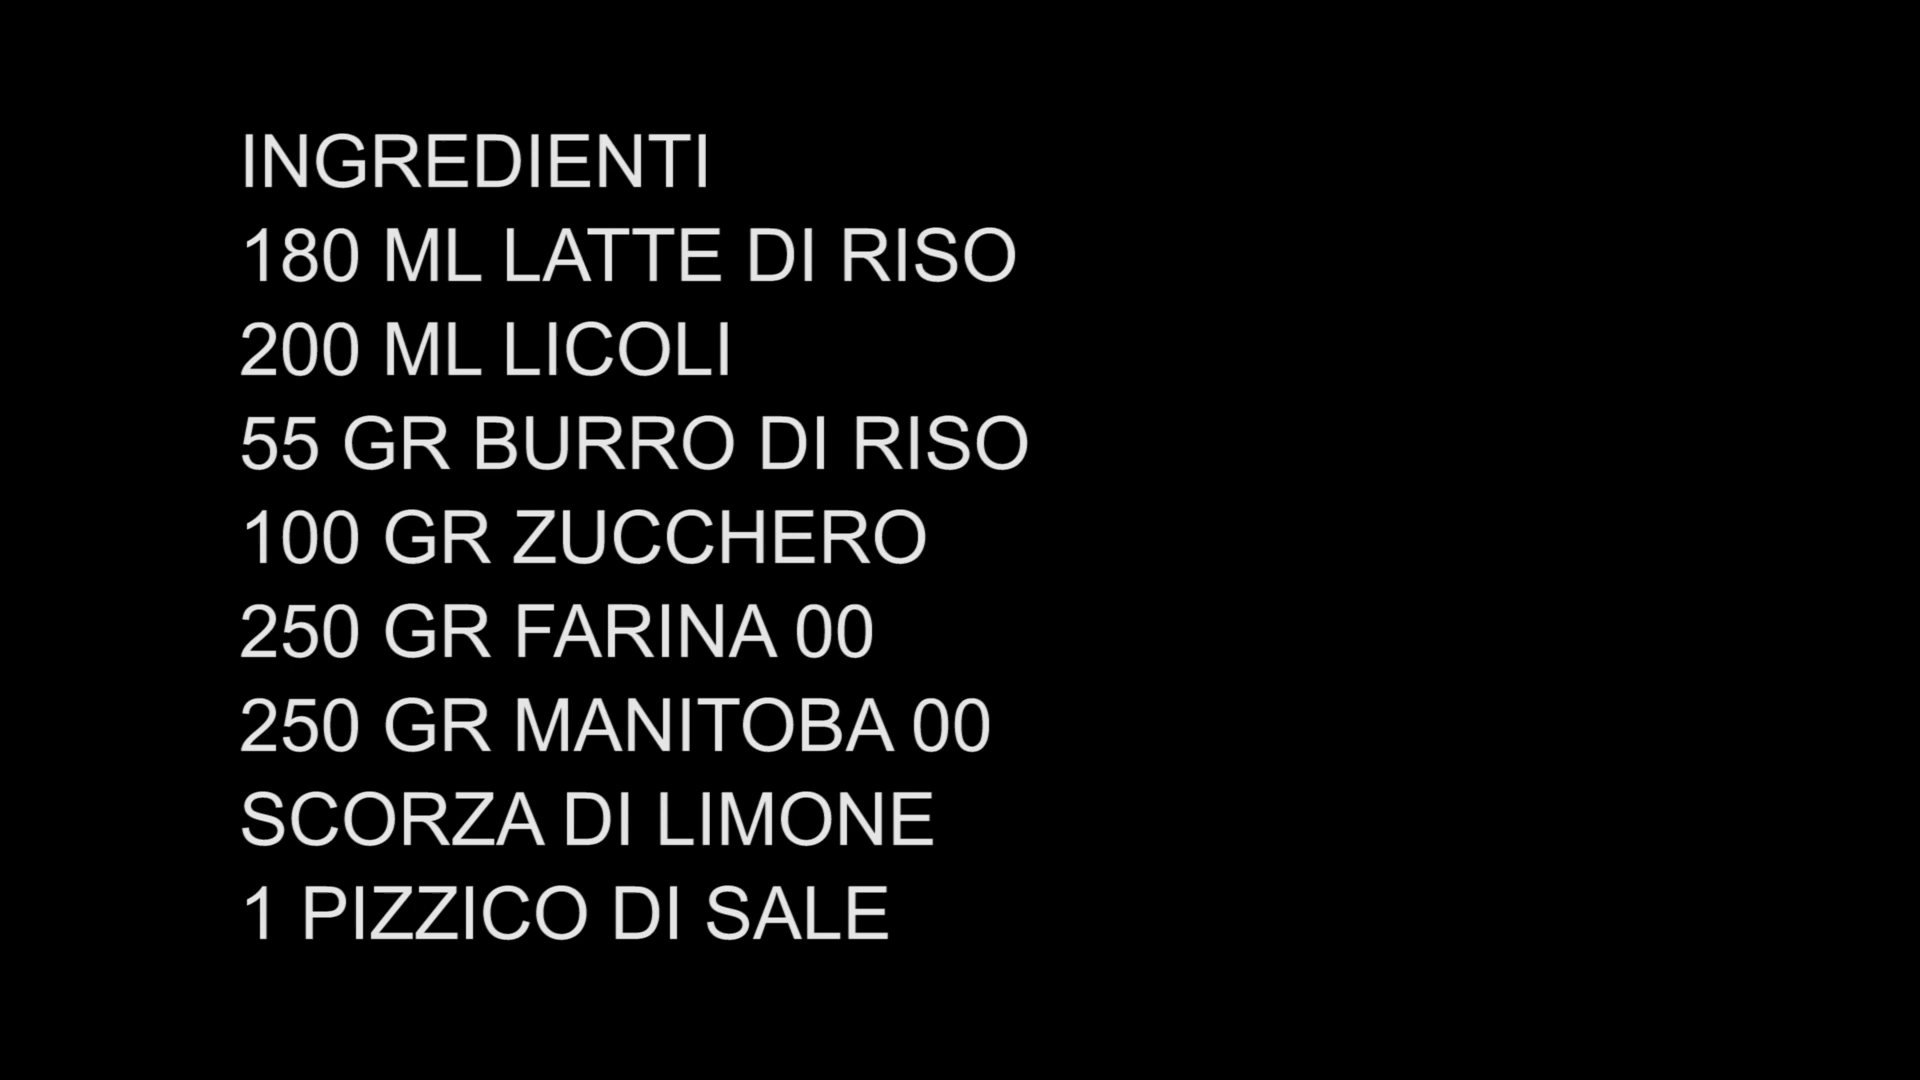 INGREDIENTI
180 ML LATTE DI RISO
200 ML LICOLI
55 GR BURRO DI RISO
100 GR ZUCCHERO
250 GR FARINA 00
250 GR MANITOBA 00
SCORZA DI LIMONE
1 PIZZICO DI SALE